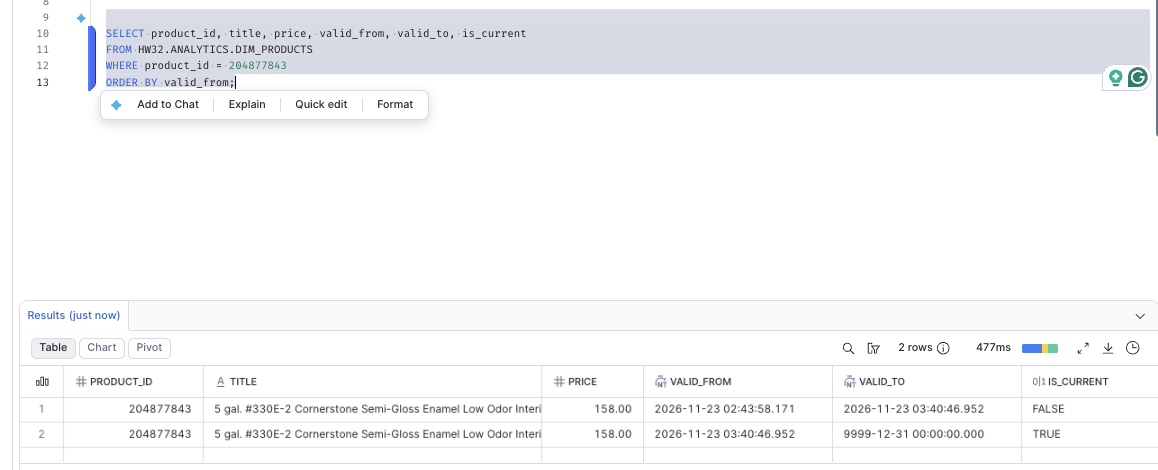 8
9
10 SELECT product_id, title, price, valid_from, valid_to, is_current
11 FROM HW32.ANALYTICS.DIM_PRODUCTS
12 WHERE product_id = 204877843
13 ORDER BY valid_from;
Add to Chat Explain Quick edit Format
Results (just now)
Table Chart Pivot 2 rows 477ms
# PRODUCT_ID A TITLE # PRICE NT VALID_FROM NT VALID_TO 0|1 IS_CURRENT
1 204877843 5 gal. #330E-2 Cornerstone Semi-Gloss Enamel Low Odor Interi 158.00 2026-11-23 02:43:58.171 2026-11-23 03:40:46.952 FALSE
2 204877843 5 gal. #330E-2 Cornerstone Semi-Gloss Enamel Low Odor Interi 158.00 2026-11-23 03:40:46.952 9999-12-31 00:00:00.000 TRUE